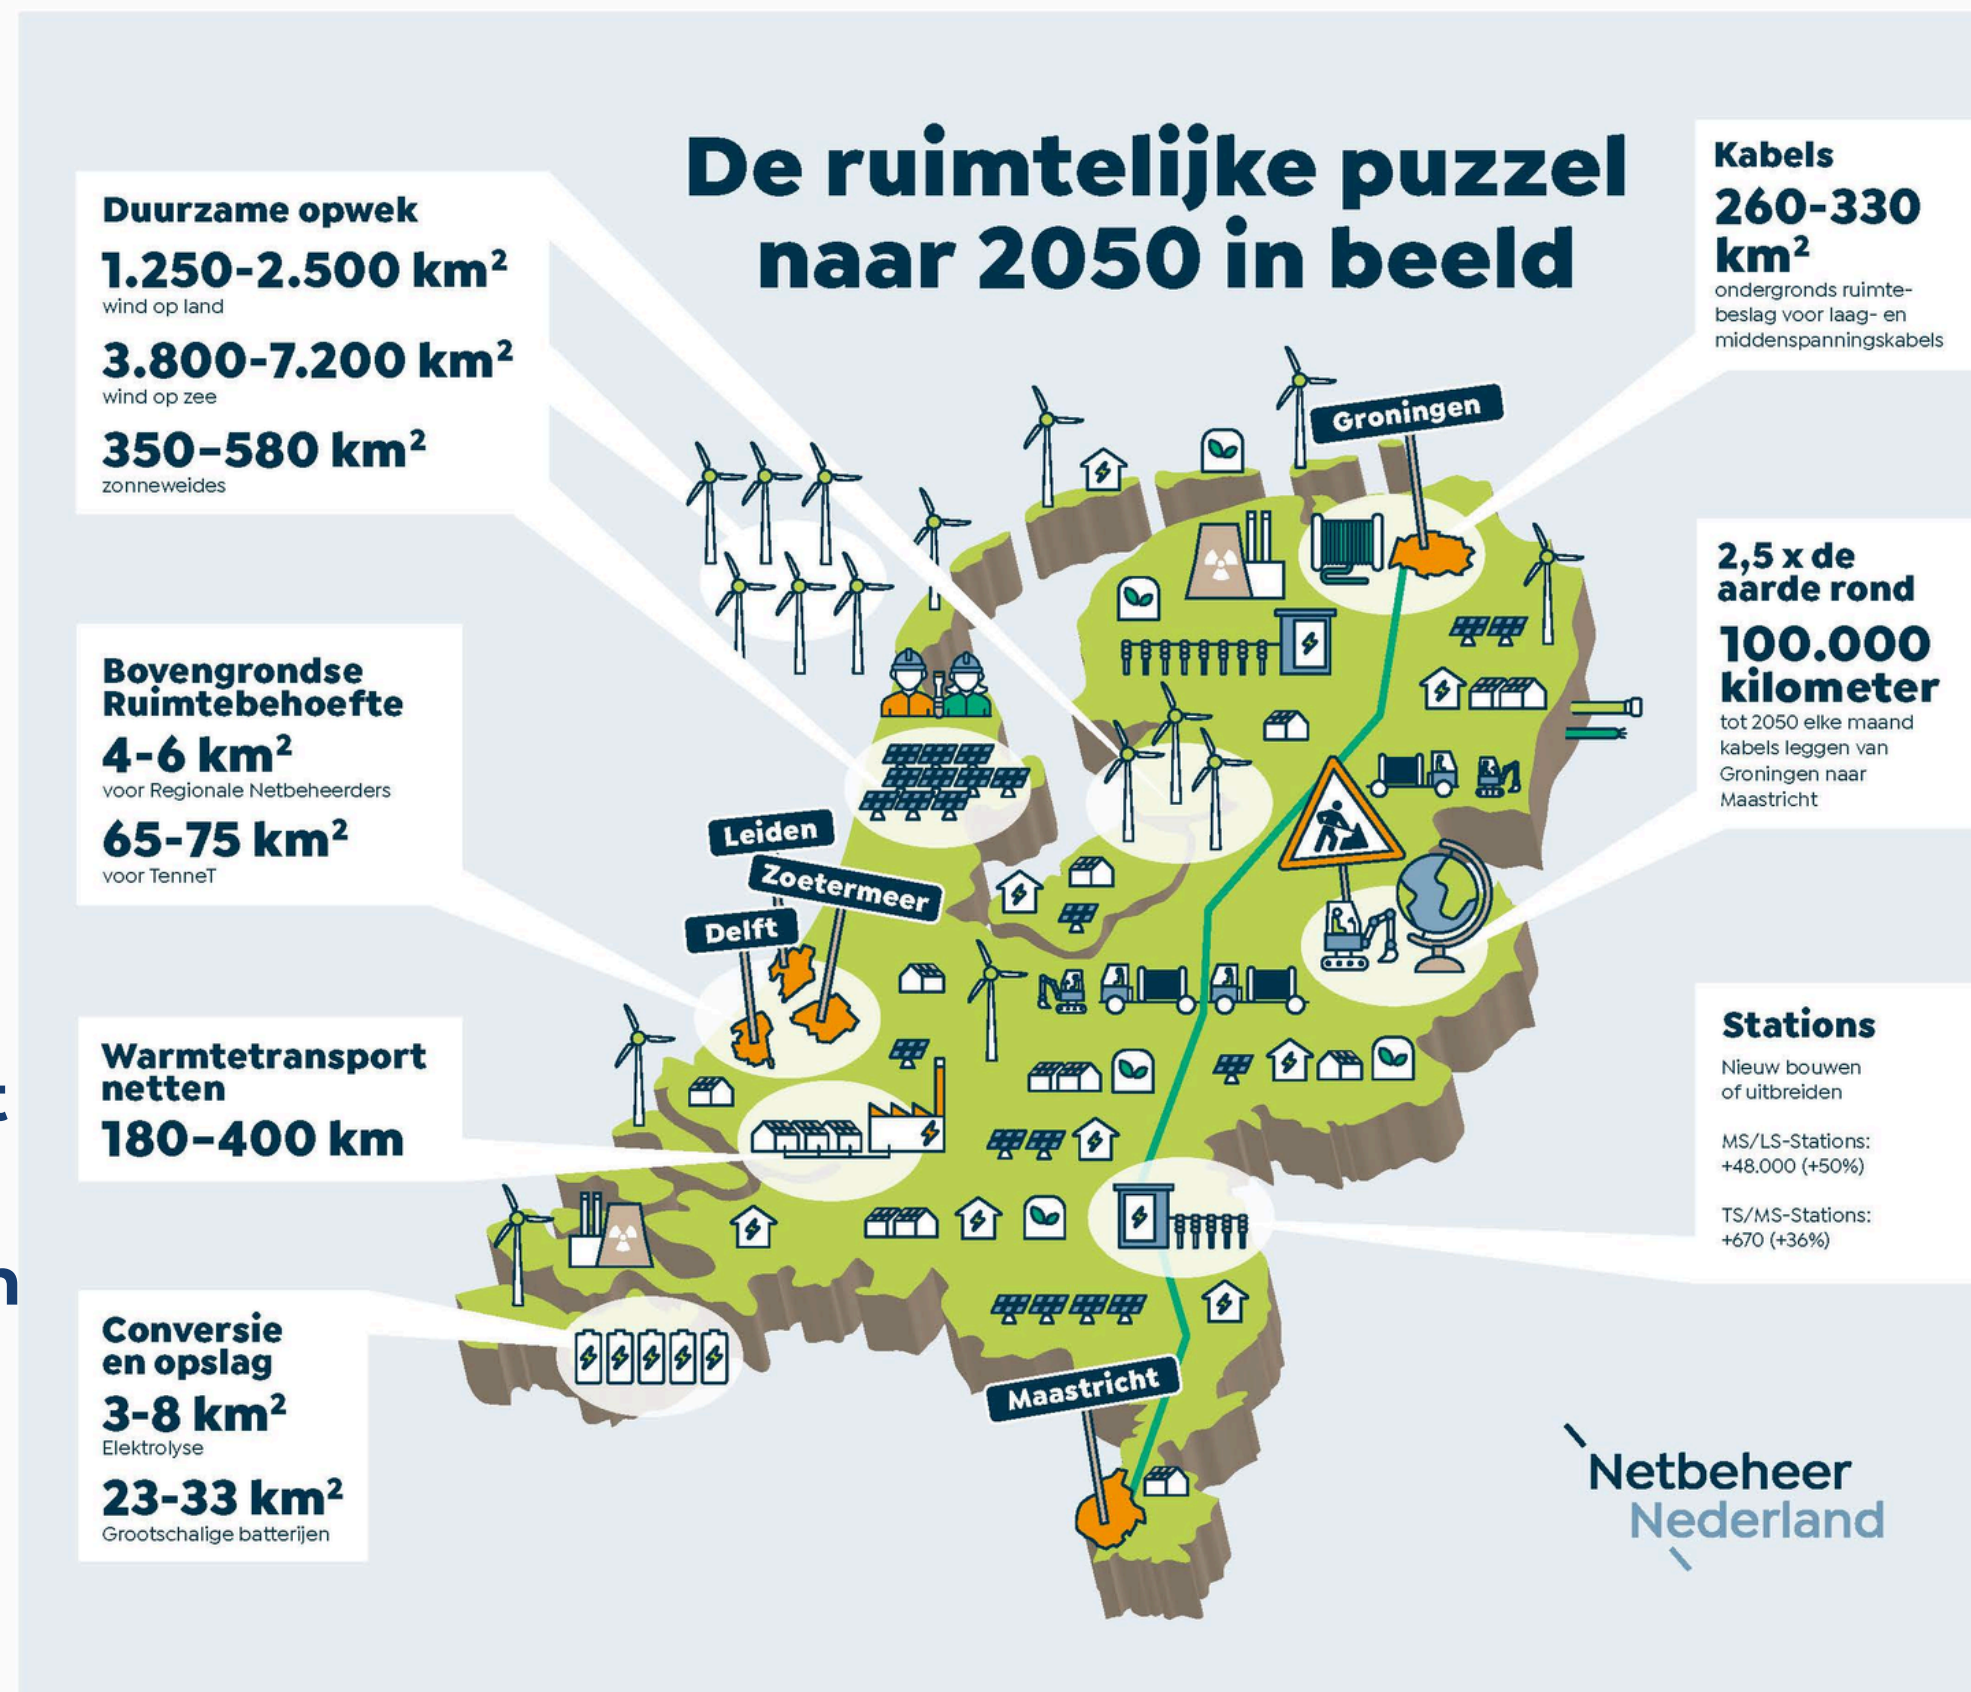 De ruimtelijke puzzel
naar 2050 in beeld
Duurzame opwek
1.250-2.500 km²
wind op land
3.800-7.200 km²
wind op zee
350-580 km²
zonneweides
Bovengrondse
Ruimtebehoefte
4-6 km²
voor Regionale Netbeheerders
65-75 km²
voor TenneT
Warmtetransport
netten
180-400 km
Conversie
en opslag
3-8 km²
Elektrolyse
23-33 km²
Grootschalige batterijen
Groningen
Leiden
Zoetermeer
Delft
Maastricht
Kabels
260-330
km²
ondergronds ruimte-
beslag voor laag- en
middenspanningskabels
2,5 x de
aarde rond
100.000
kilometer
tot 2050 elke maand
kabels leggen van
Groningen naar
Maastricht
Stations
Nieuw bouwen
of uitbreiden
MS/LS-Stations:
+48.000 (+50%)
TS/MS-Stations:
+670 (+36%)
Netbeheer
Nederland